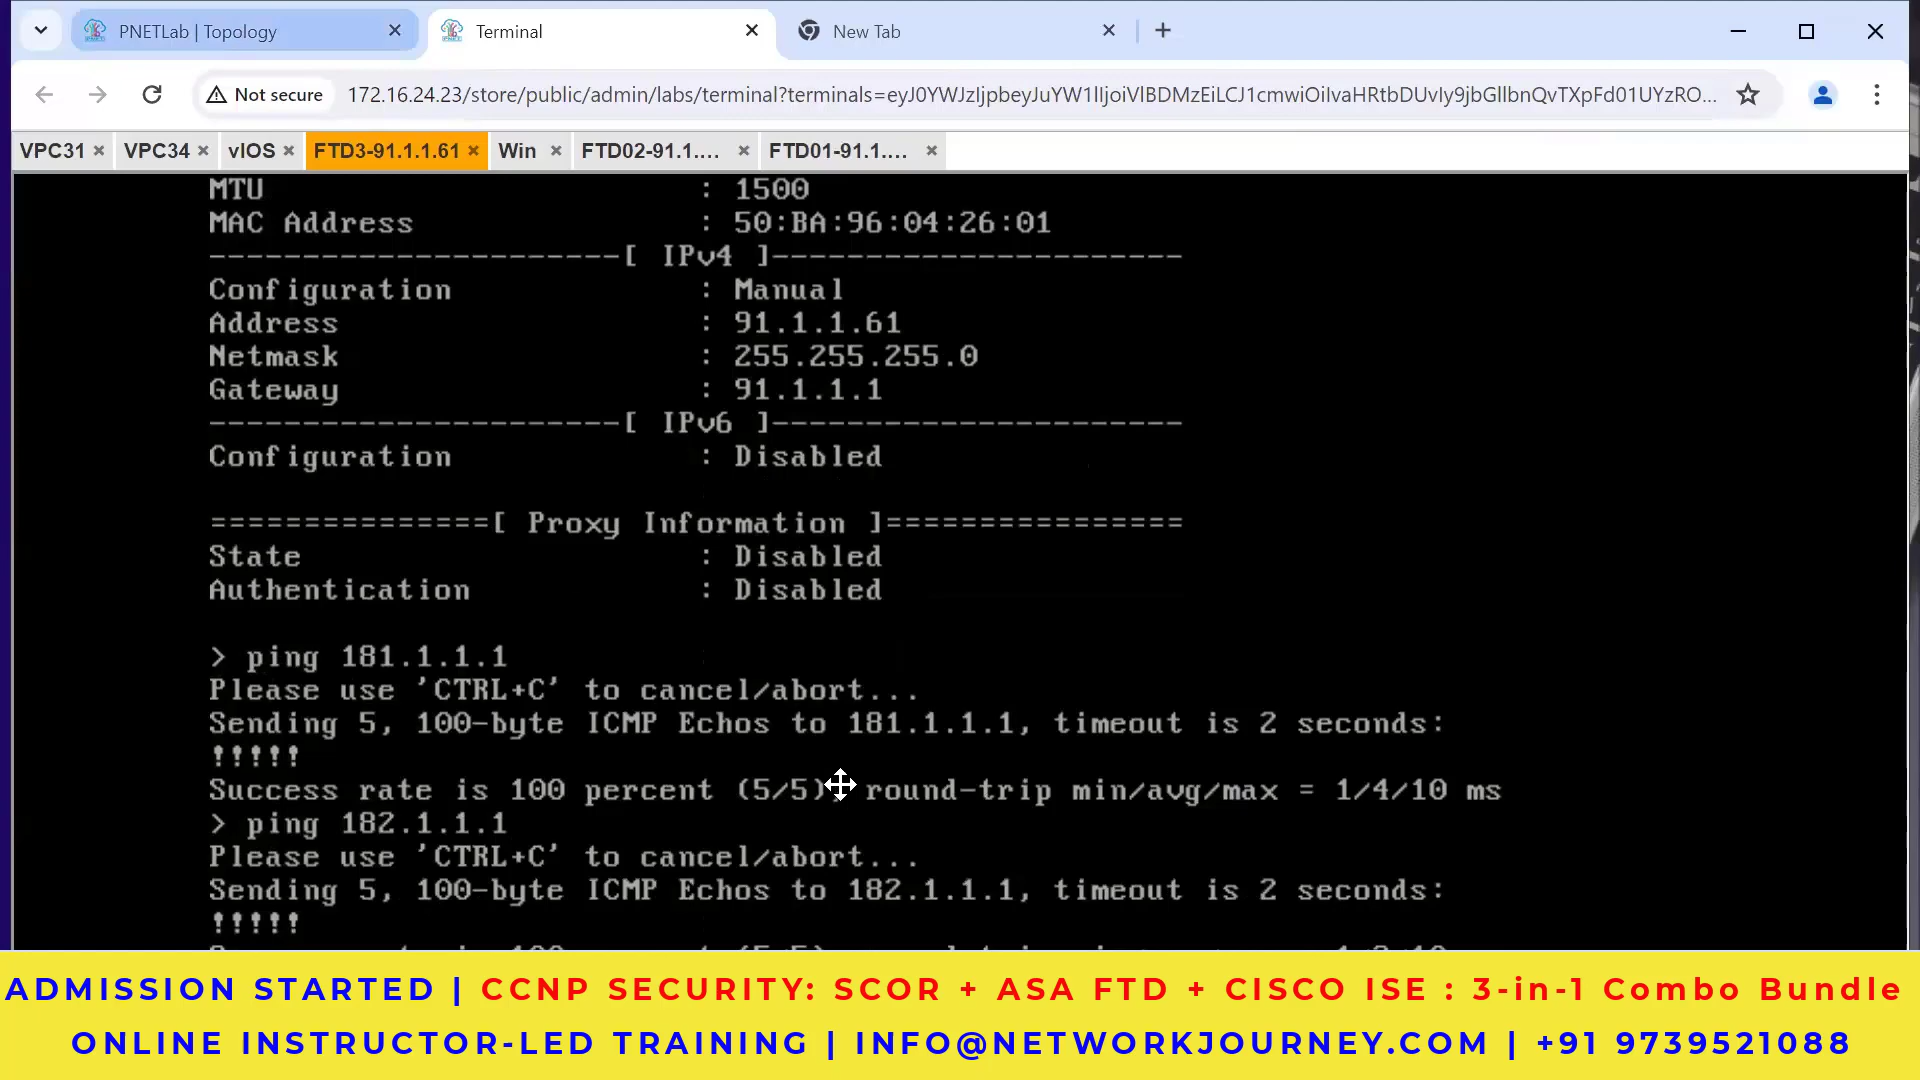 PNETLab | Topology
Terminal
New Tab
Not secure
172.16.24.23/store/public/admin/labs/terminal?terminals=eyJ0YWJzIjpbeyJuYW1lIjoiVlBDMzEiLCJ1cmwiOiIvaHRtbDUvIy9jbGllbnQvTXpFd01UYzRO...
VPC31
VPC34
vIOS
FTD3-91.1.1.61
Win
FTD02-91.1....
FTD01-91.1....
MTU : 1500
MAC Address : 50:BA:96:04:26:01
----------------------[ IPv4 ]----------------------
Configuration : Manual
Address : 91.1.1.61
Netmask : 255.255.255.0
Gateway : 91.1.1.1
----------------------[ IPv6 ]----------------------
Configuration : Disabled
===============[ Proxy Information ]================
State : Disabled
Authentication : Disabled
> ping 181.1.1.1
Please use 'CTRL+C' to cancel/abort...
Sending 5, 100-byte ICMP Echos to 181.1.1.1, timeout is 2 seconds:
!!!!!
Success rate is 100 percent (5/5), round-trip min/avg/max = 1/4/10 ms
> ping 182.1.1.1
Please use 'CTRL+C' to cancel/abort...
Sending 5, 100-byte ICMP Echos to 182.1.1.1, timeout is 2 seconds:
!!!!!
ADMISSION STARTED | CCNP SECURITY: SCOR + ASA FTD + CISCO ISE : 3-in-1 Combo Bundle
ONLINE INSTRUCTOR-LED TRAINING | INFO@NETWORKJOURNEY.COM | +91 9739521088